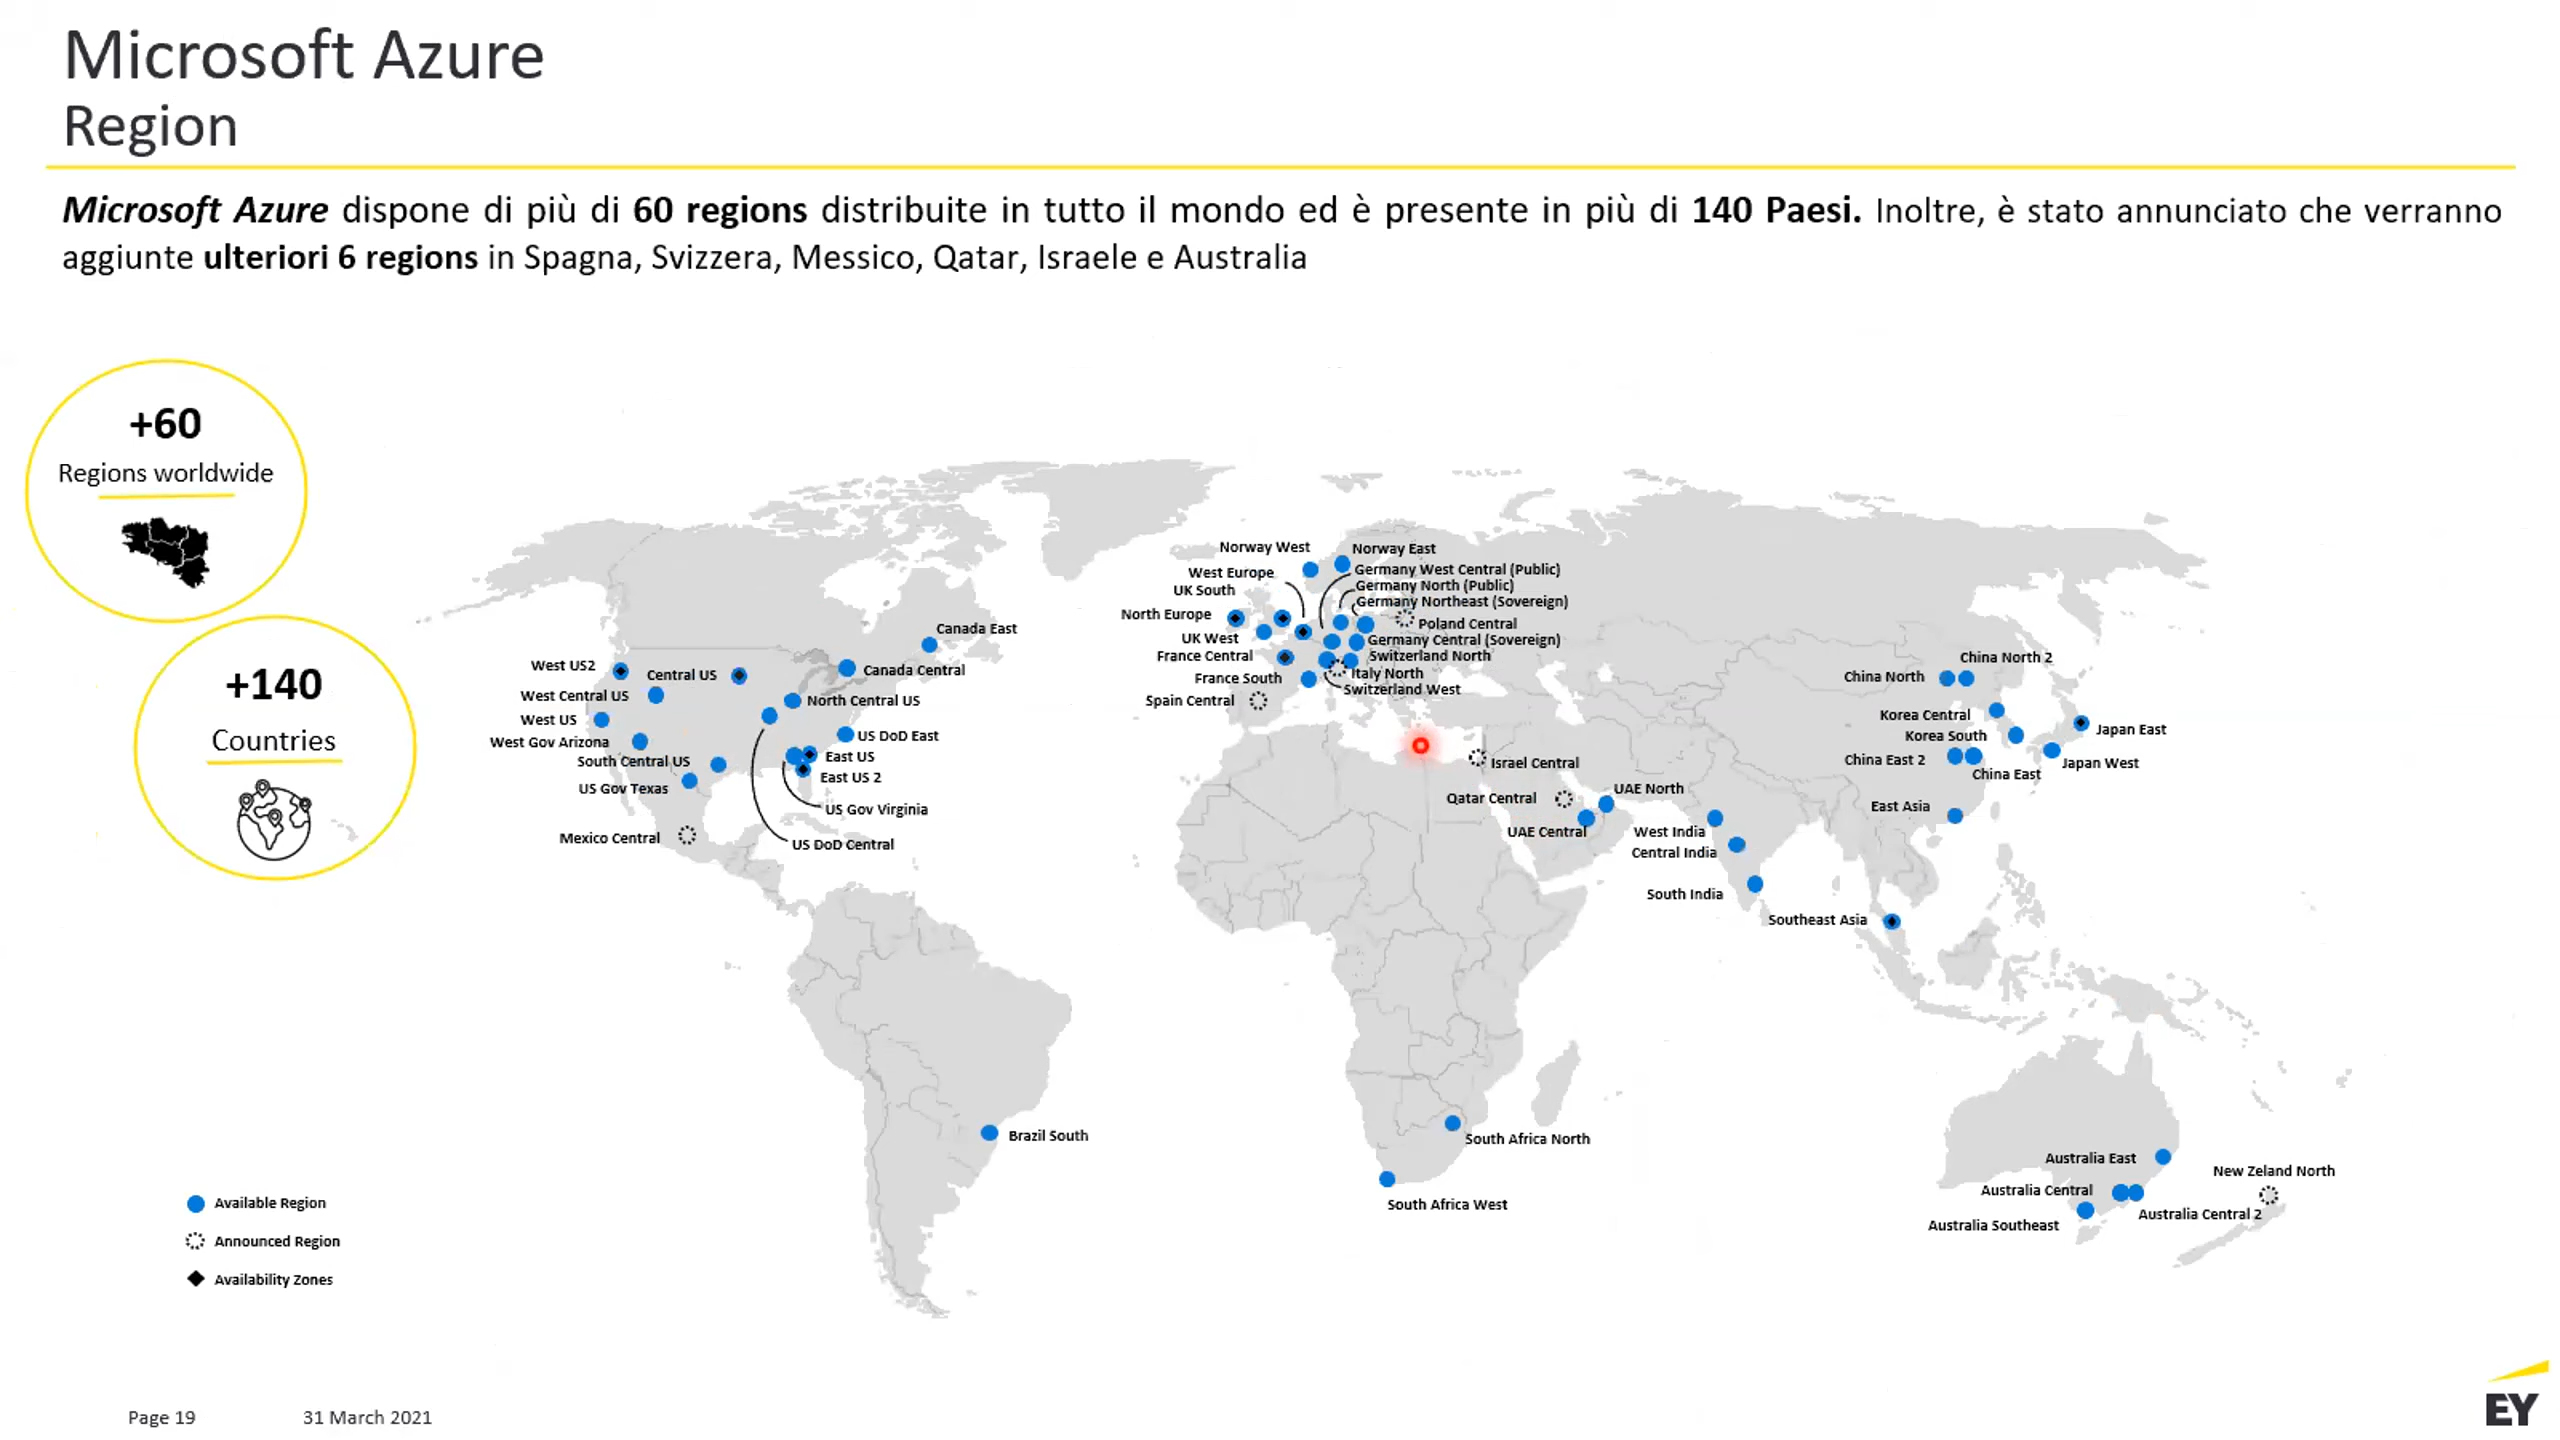 Microsoft Azure
Region
Microsoft Azure dispone di più di 60 regions distribuite in tutto il mondo ed è presente in più di 140 Paesi. Inoltre, è stato annunciato che verranno
aggiunte ulteriori 6 regions in Spagna, Svizzera, Messico, Qatar, Israele e Australia
+60
Regions worldwide
+140
Countries
Canada East
Canada Central
West US2
Central US
West Central US
North Central US
West US
US DoD East
West Gov Arizona
East US
South Central US
East US 2
US Gov Texas
US Gov Virginia
Mexico Central
US DoD Central
Brazil South
Norway West
Norway East
West Europe
Germany West Central (Public)
UK South
Germany North (Public)
Germany Northeast (Sovereign)
North Europe
Poland Central
UK West
Germany Central (Sovereign)
France Central
Switzerland North
France South
Italy North
Switzerland West
Spain Central
Israel Central
Qatar Central
UAE North
UAE Central
West India
Central India
South India
Southeast Asia
China North 2
China North
Korea Central
Korea South
Japan East
China East 2
Japan West
China East
East Asia
South Africa North
South Africa West
Australia East
New Zeland North
Australia Central
Australia Central 2
Australia Southeast
Available Region
Announced Region
Availability Zones
Page 19
31 March 2021
EY